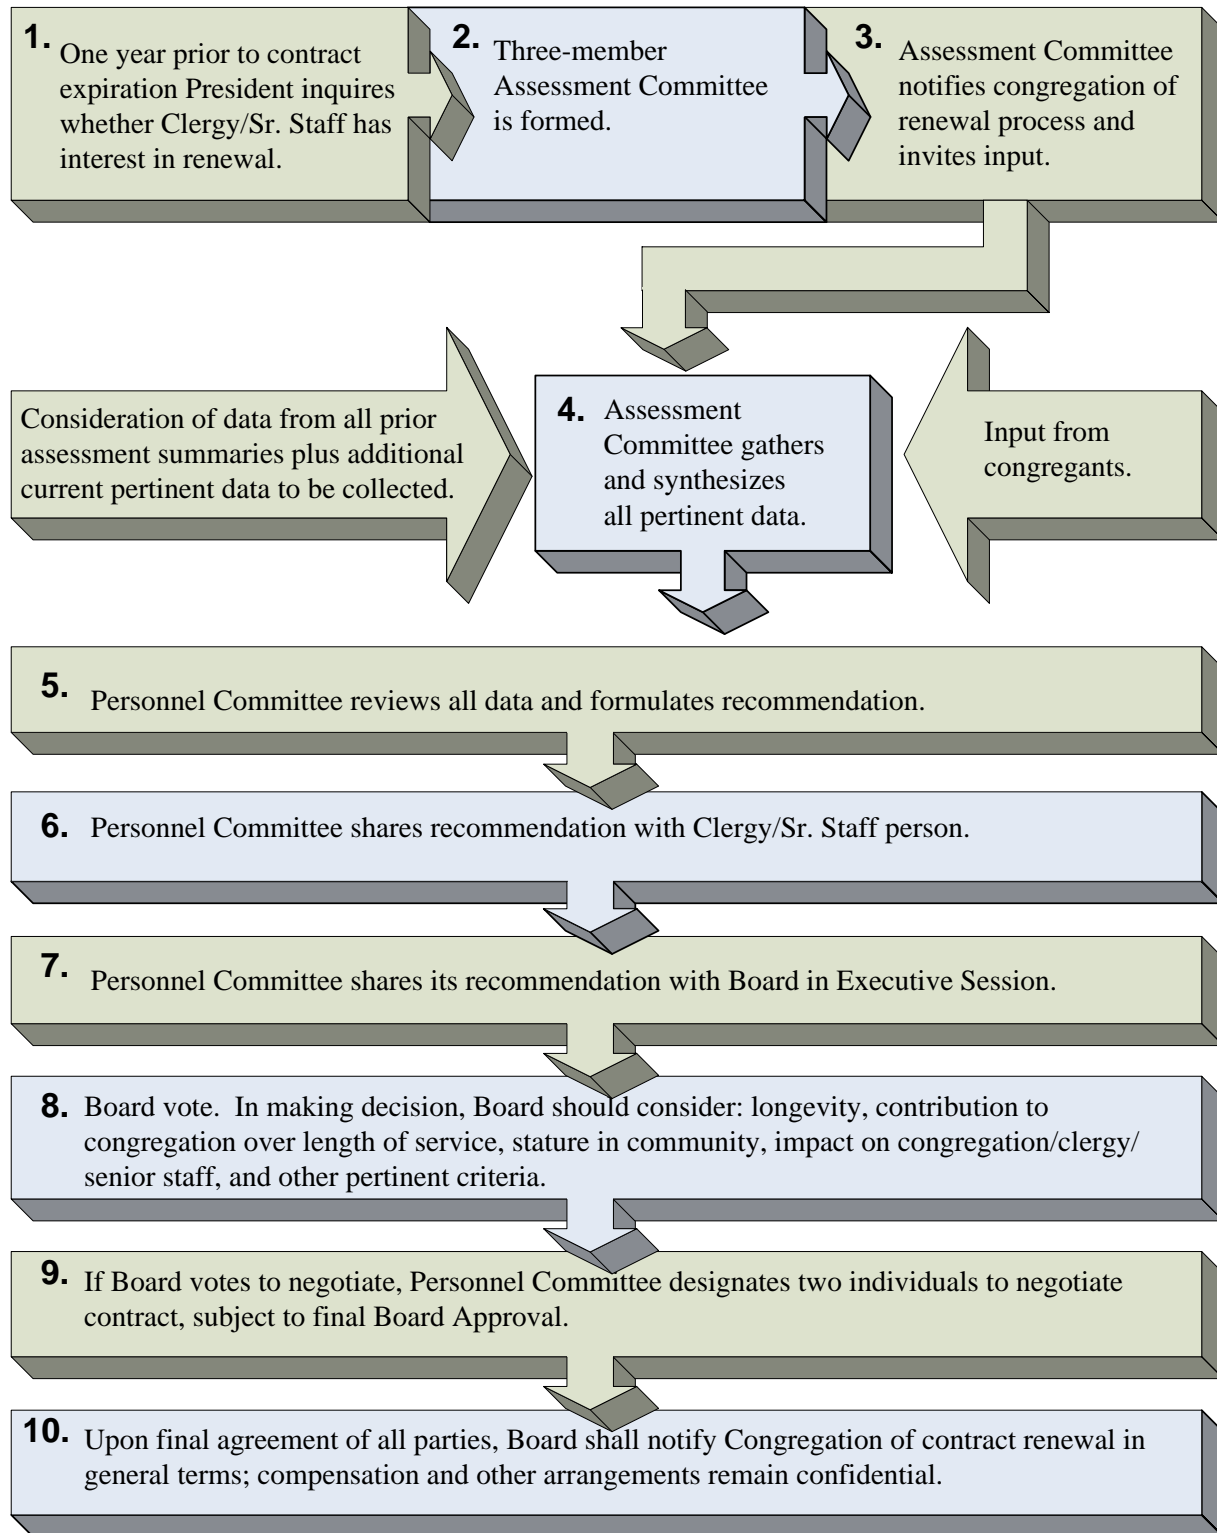 1. One year prior to contract
expiration President inquires
whether Clergy/Sr. Staff has
interest in renewal.
2. Three-member
Assessment Committee
is formed.
3. Assessment Committee
notifies congregation of
renewal process and
invites input.
Consideration of data from all prior
assessment summaries plus additional
current pertinent data to be collected.
4. Assessment
Committee gathers
and synthesizes
all pertinent data.
Input from
congregants.
5. Personnel Committee reviews all data and formulates recommendation.
6. Personnel Committee shares recommendation with Clergy/Sr. Staff person.
7. Personnel Committee shares its recommendation with Board in Executive Session.
8. Board vote.  In making decision, Board should consider: longevity, contribution to
congregation over length of service, stature in community, impact on congregation/clergy/
senior staff, and other pertinent criteria.
9. If Board votes to negotiate, Personnel Committee designates two individuals to negotiate
contract, subject to final Board Approval.
10. Upon final agreement of all parties, Board shall notify Congregation of contract renewal in
general terms; compensation and other arrangements remain confidential.